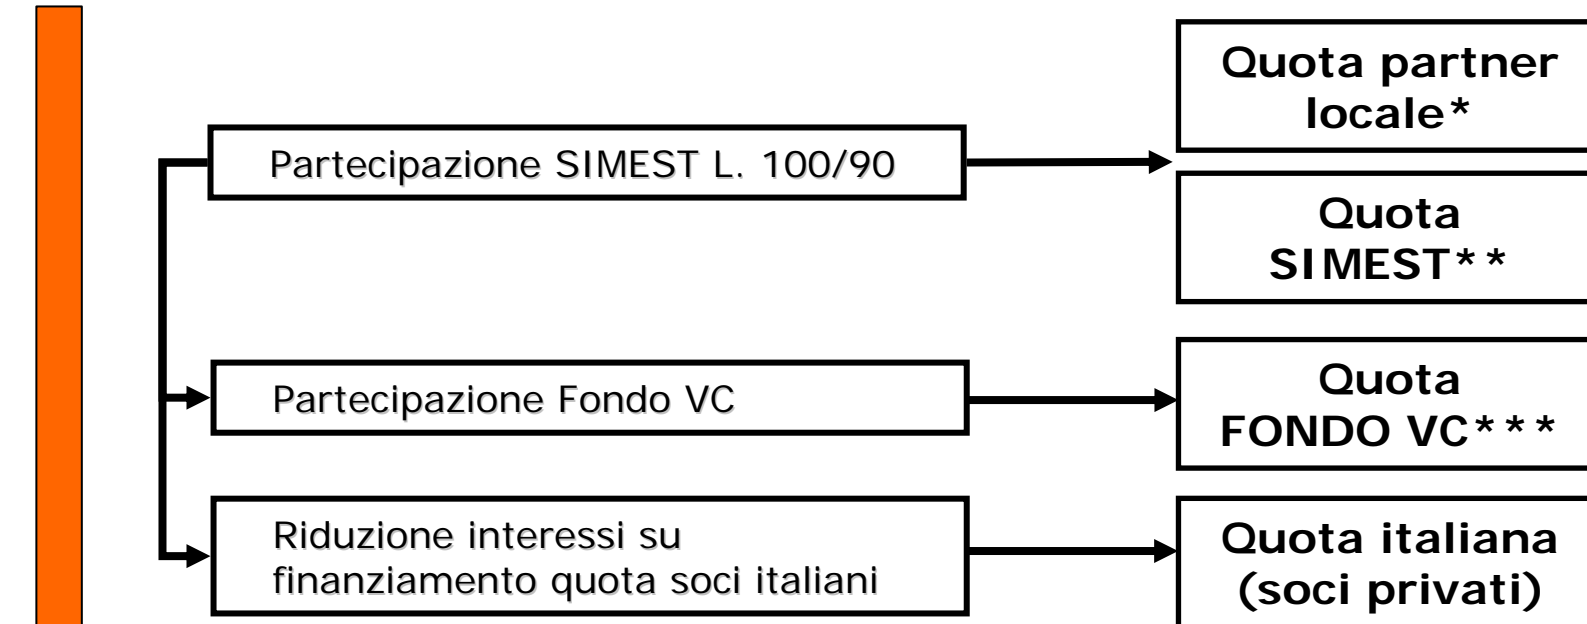 Quota partner
locale*
Partecipazione SIMEST L. 100/90
Quota
SIMEST**
Partecipazione Fondo VC
Quota
FONDO VC***
Riduzione interessi su
finanziamento quota soci italiani
Quota italiana
(soci privati)